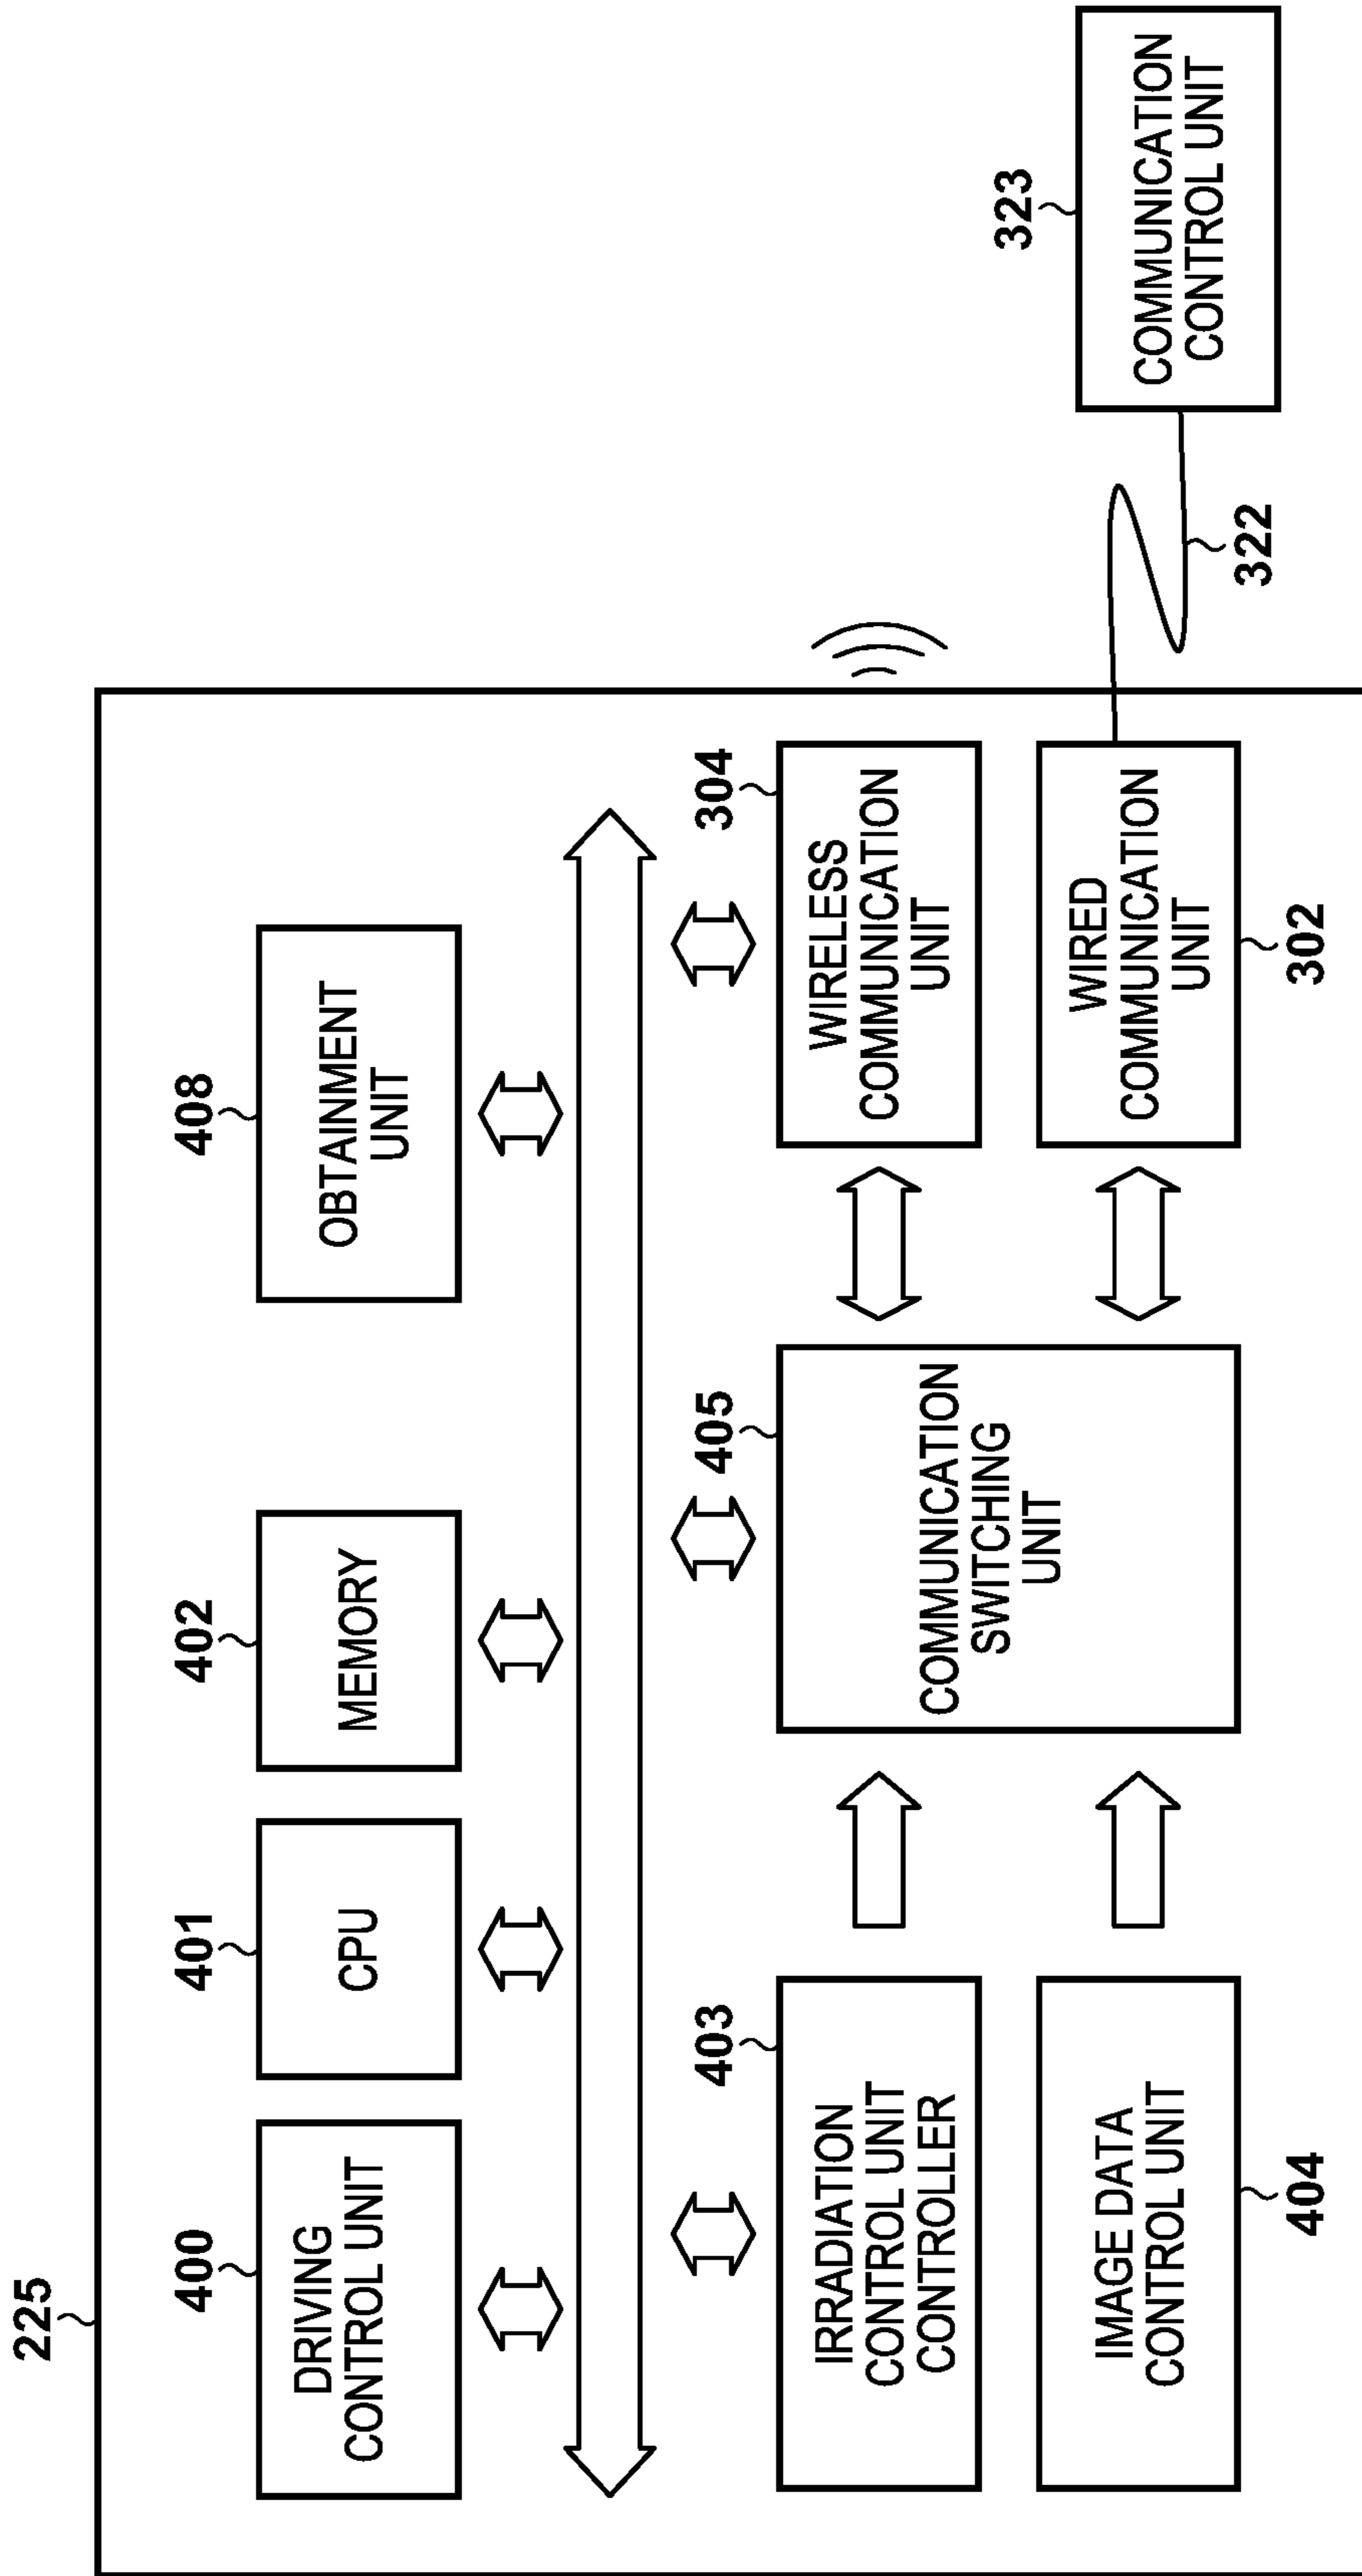 225
400
DRIVING
CONTROL UNIT
401
CPU
402
MEMORY
408
OBTAINMENT
UNIT
403
IRRADIATION
CONTROL UNIT
CONTROLLER
405
COMMUNICATION
SWITCHING
UNIT
304
WIRELESS
COMMUNICATION
UNIT
IMAGE DATA
CONTROL UNIT
404
WIRED
COMMUNICATION
UNIT
302
322
323
COMMUNICATION
CONTROL UNIT